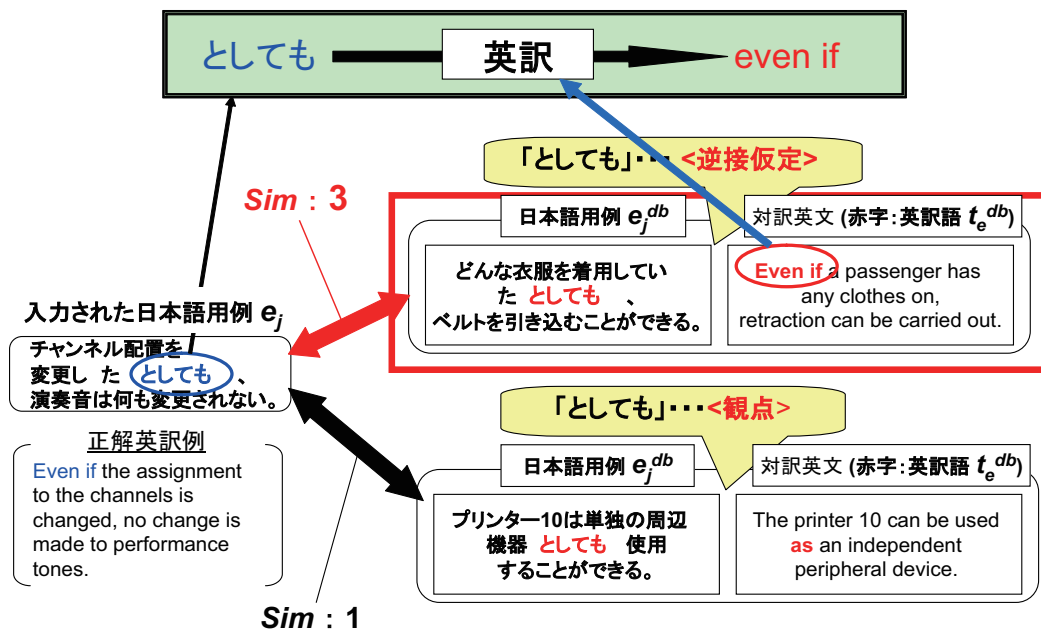 としても 英訳 even if
「としても」・・・ <逆接仮定>
Sim : 3
日本語用例 e_j^db
対訳英文 (赤字:英訳語 t_e^db)
どんな衣服を着用してい
た としても 、
ベルトを引き込むことができる。
Even if a passenger has
any clothes on,
retraction can be carried out.
入力された日本語用例 e_j
チャンネル配置を
変更し た としても 、
演奏音は何も変更されない。
正解英訳例
Even if the assignment
to the channels is
changed, no change is
made to performance
tones.
「としても」・・・<観点>
日本語用例 e_j^db
対訳英文 (赤字:英訳語 t_e^db)
プリンター10は単独の周辺
機器 としても 使用
することができる。
The printer 10 can be used
as an independent
peripheral device.
Sim : 1